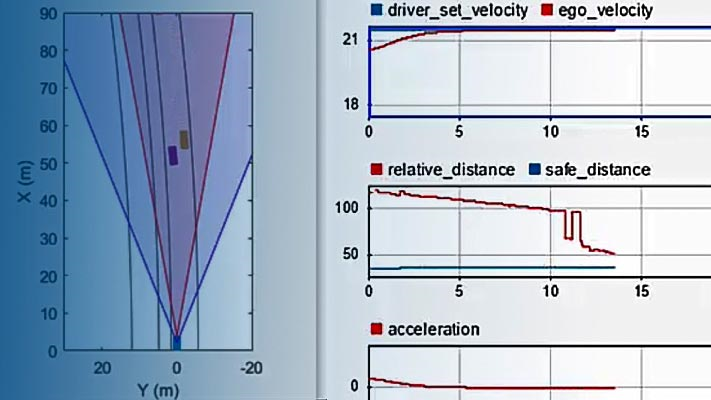 90
80
70
60
50
40
30
20
10
0
X (m)
20 0 -20
Y (m)
driver_set_velocity ego_velocity
21
18
0 5 10 15
relative_distance safe_distance
100
50
0 5 10 15
acceleration
0